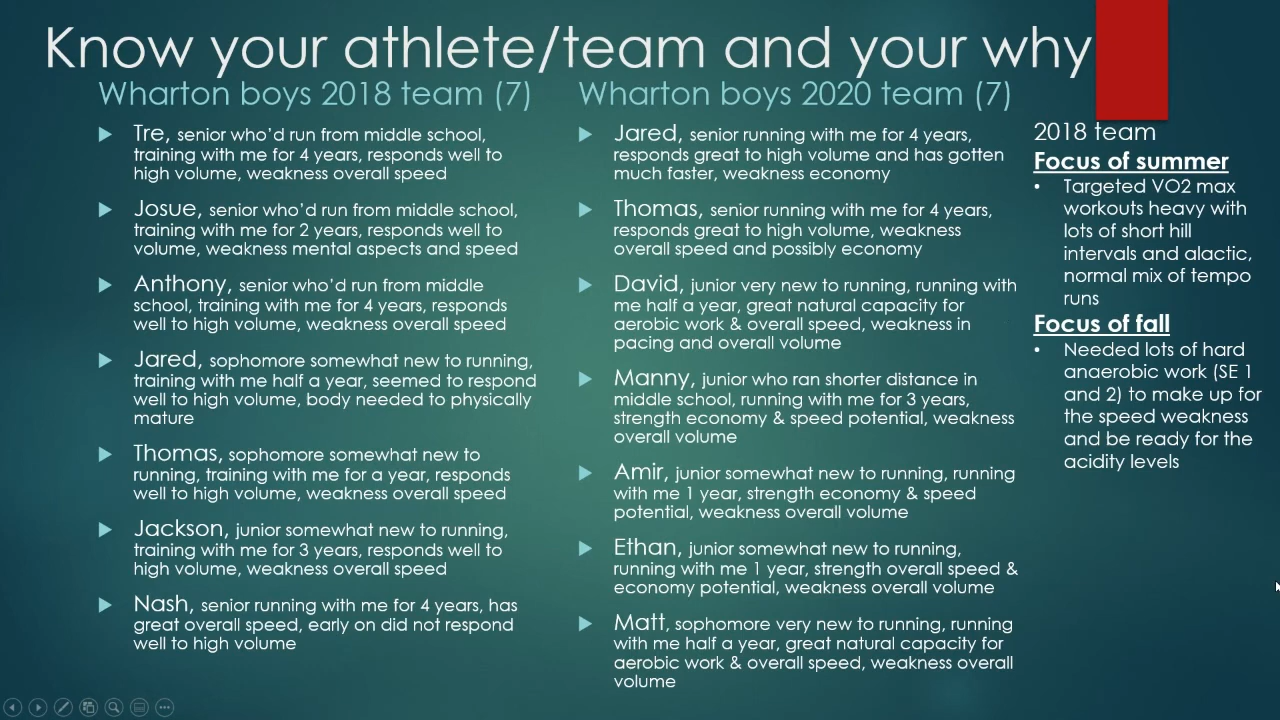 Know your athlete/team and your why
Wharton boys 2018 team (7)
Tre, senior who'd run from middle school,
training with me for 4 years, responds well to
high volume, weakness overall speed
Josue, senior who'd run from middle school,
training with me for 2 years, responds well to
volume, weakness mental aspects and speed
Anthony, senior who'd run from middle
school, training with me for 4 years, responds
well to high volume, weakness overall speed
Jared, sophomore somewhat new to running,
training with me half a year, seemed to respond
well to high volume, body needed to physically
mature
Thomas, sophomore somewhat new to
running, training with me for a year, responds
well to high volume, weakness overall speed
Jackson, junior somewhat new to running,
training with me for 3 years, responds well to
high volume, weakness overall speed
Nash, senior running with me for 4 years, has
great overall speed, early on did not respond
well to high volume
Wharton boys 2020 team (7)
Jared, senior running with me for 4 years,
responds great to high volume and has gotten
much faster, weakness economy
Thomas, senior running with me for 4 years,
responds great to high volume, weakness
overall speed and possibly economy
David, junior very new to running, running with
me half a year, great natural capacity for
aerobic work & overall speed, weakness in
pacing and overall volume
Manny, junior who ran shorter distance in
middle school, running with me for 3 years,
strength economy & speed potential, weakness
overall volume
Amir, junior somewhat new to running, running
with me 1 year, strength economy & speed
potential, weakness overall volume
Ethan, junior somewhat new to running,
running with me 1 year, strength overall speed &
economy potential, weakness overall volume
Matt, sophomore very new to running, running
with me half a year, great natural capacity for
aerobic work & overall speed, weakness overall
volume
2018 team
Focus of summer
• Targeted VO2 max
workouts heavy with
lots of short hill
intervals and alactic,
normal mix of tempo
runs
Focus of fall
• Needed lots of hard
anaerobic work (SE 1
and 2) to make up for
the speed weakness
and be ready for the
acidity levels